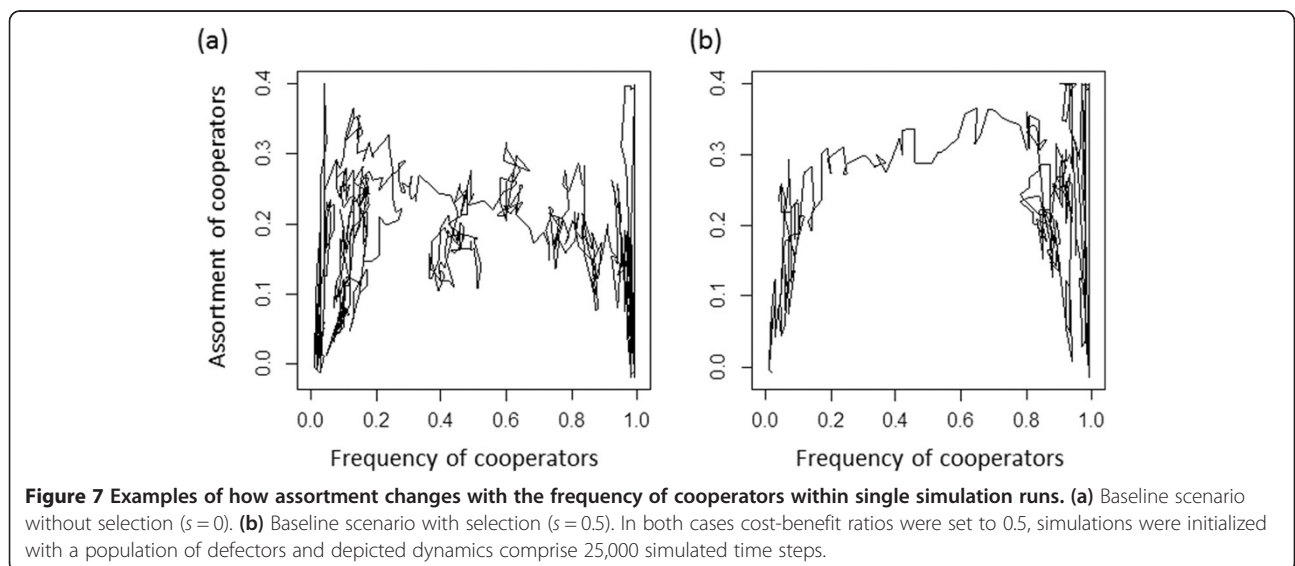 (a)
(b)
Assortment of cooperators
0.4
0.3
0.2
0.1
0.0
0.0 0.2 0.4 0.6 0.8 1.0
Frequency of cooperators
0.4
0.3
0.2
0.1
0.0
0.0 0.2 0.4 0.6 0.8 1.0
Frequency of cooperators
Figure 7 Examples of how assortment changes with the frequency of cooperators within single simulation runs. (a) Baseline scenario
without selection (s = 0). (b) Baseline scenario with selection (s = 0.5). In both cases cost-benefit ratios were set to 0.5, simulations were initialized
with a population of defectors and depicted dynamics comprise 25,000 simulated time steps.